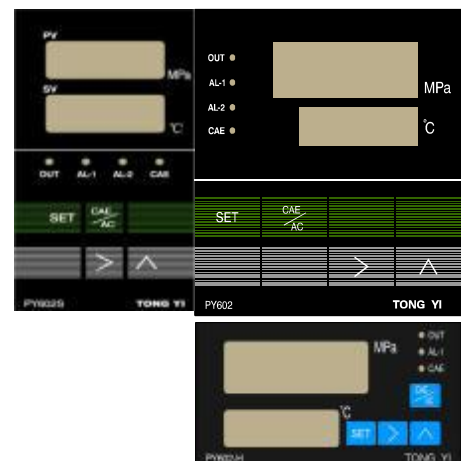 PV
MPa
SV
℃
OUT AL-1 AL-2 CAE
SET CAE/AC
PY602S TONG YI
OUT
AL-1
MPa
AL-2
CAE
℃
SET CAE/AC
PY602 TONG YI
MPa
OUT
AL-1
CAE
℃
SET
PY602-H TONG YI